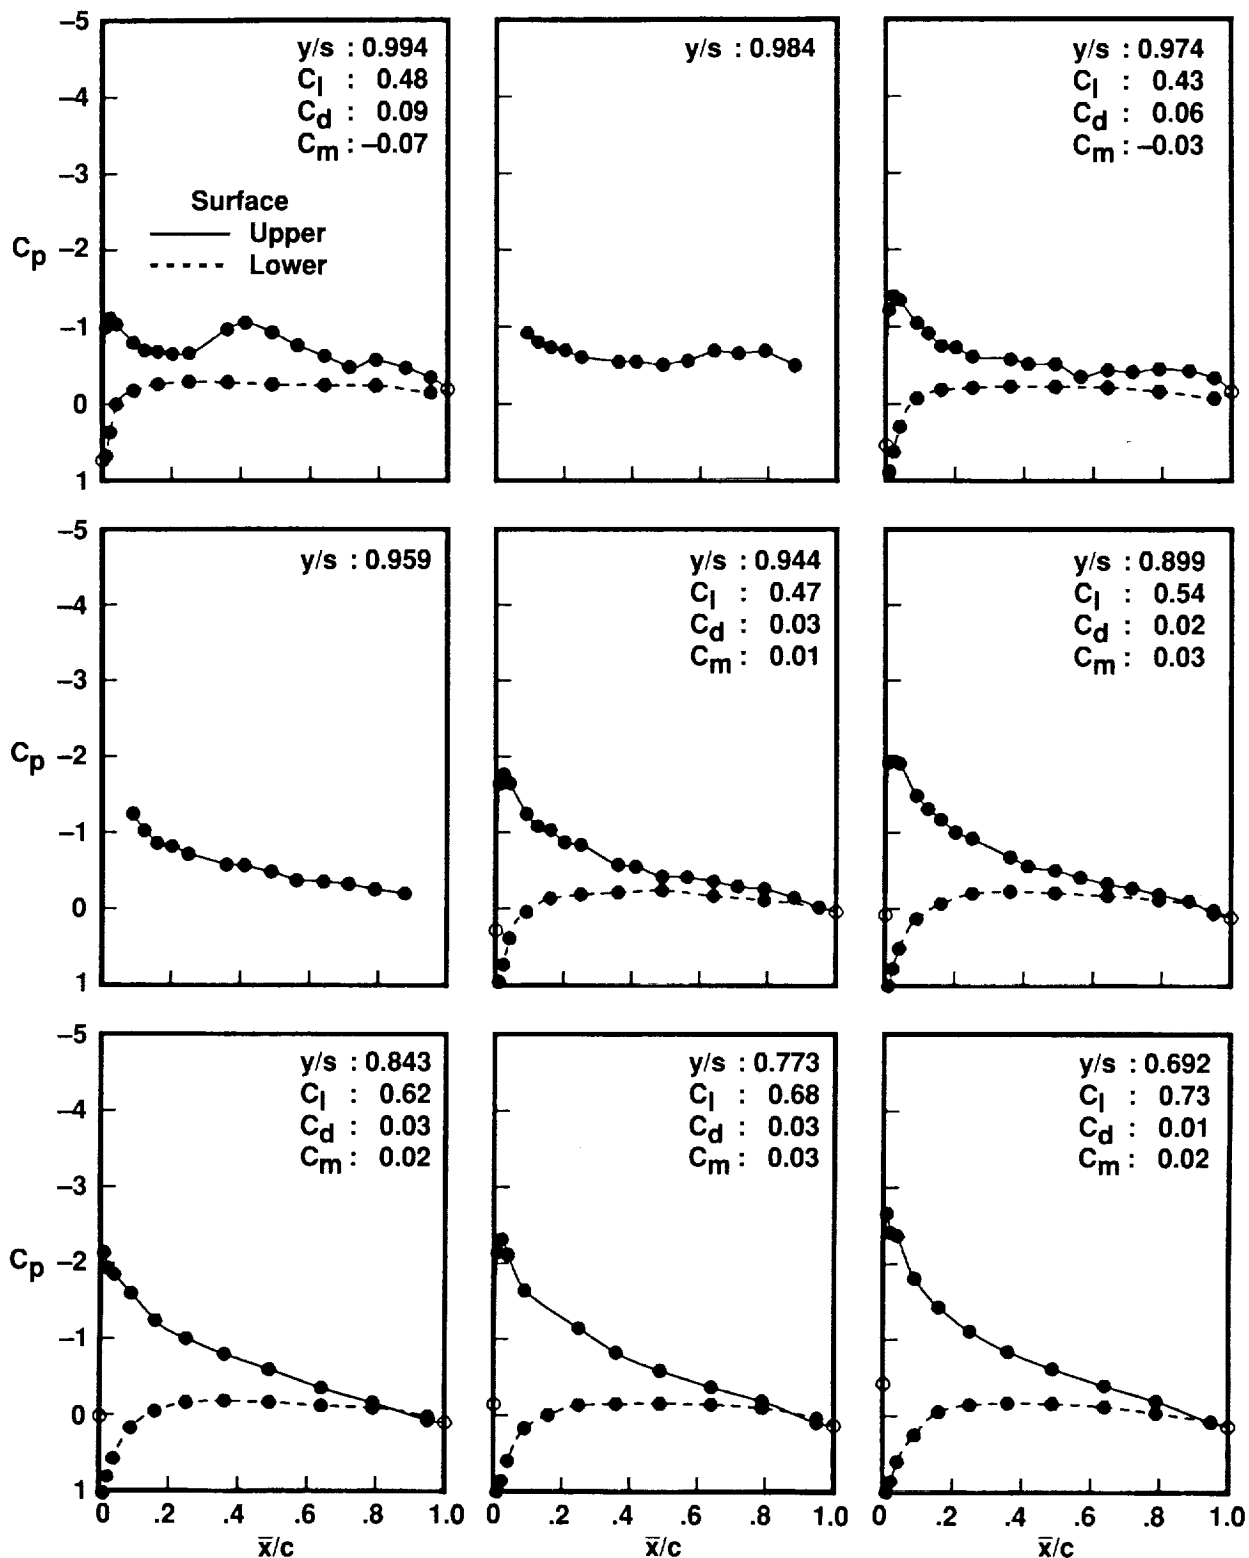 −5
−4
−3
Cp −2
−1
0
1
y/s : 0.994
Cl : 0.48
Cd : 0.09
Cm : −0.07
Surface
Upper
Lower
y/s : 0.984
y/s : 0.974
Cl : 0.43
Cd : 0.06
Cm : −0.03
−5
−4
−3
Cp −2
−1
0
1
y/s : 0.959
y/s : 0.944
Cl : 0.47
Cd : 0.03
Cm : 0.01
y/s : 0.899
Cl : 0.54
Cd : 0.02
Cm : 0.03
−5
−4
−3
Cp −2
−1
0
1
y/s : 0.843
Cl : 0.62
Cd : 0.03
Cm : 0.02
y/s : 0.773
Cl : 0.68
Cd : 0.03
Cm : 0.03
y/s : 0.692
Cl : 0.73
Cd : 0.01
Cm : 0.02
0 .2 .4 .6 .8 1.0
x̅/c
0 .2 .4 .6 .8 1.0
x̅/c
0 .2 .4 .6 .8 1.0
x̅/c